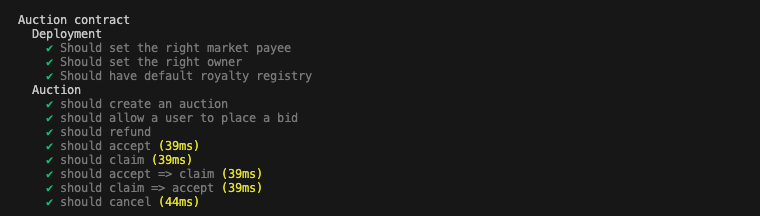 Auction contract
Deployment
✔ Should set the right market payee
✔ Should set the right owner
✔ Should have default royalty registry
Auction
✔ should create an auction
✔ should allow a user to place a bid
✔ should refund
✔ should accept (39ms)
✔ should claim (39ms)
✔ should accept => claim (39ms)
✔ should claim => accept (39ms)
✔ should cancel (44ms)